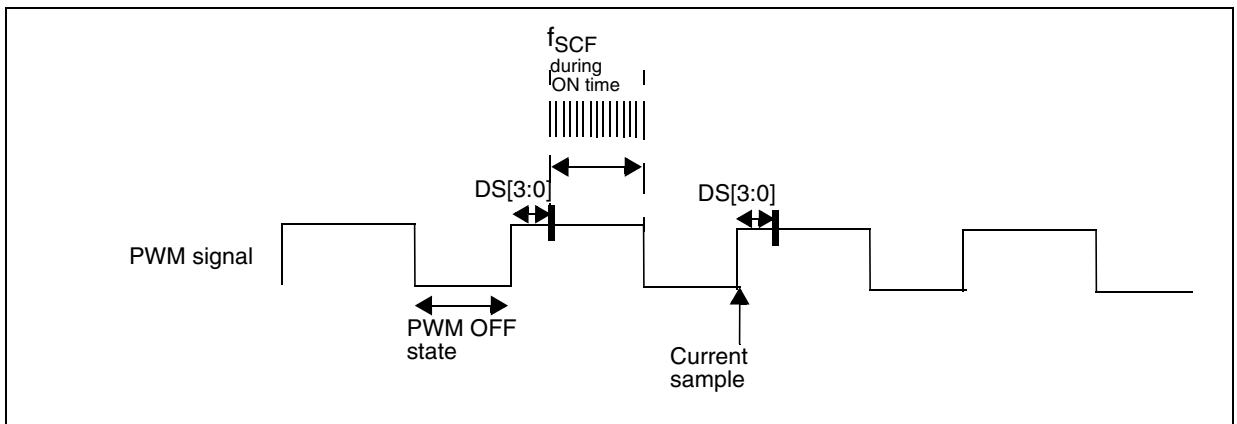 fSCF
during
ON time
DS[3:0]
DS[3:0]
PWM signal
PWM OFF
state
Current
sample